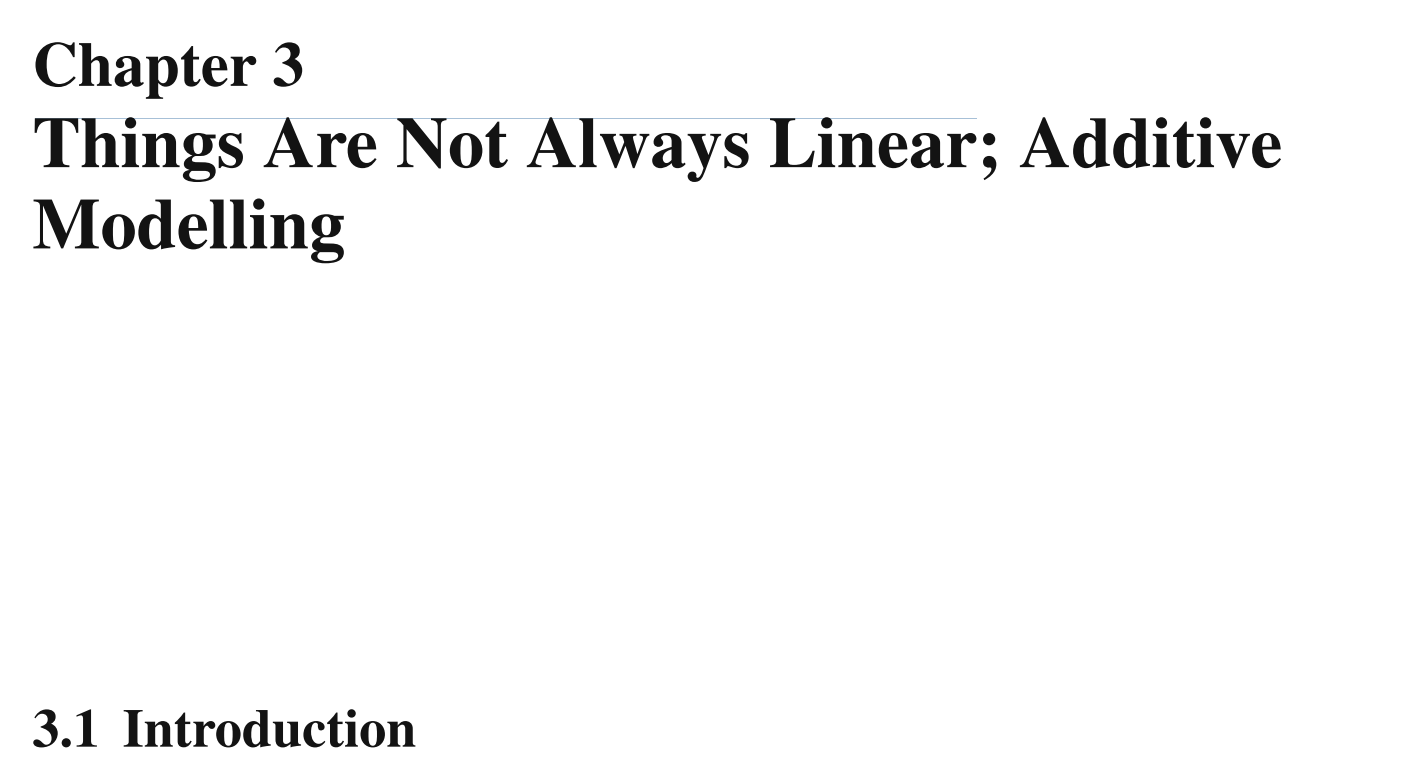 Chapter 3
Things Are Not Always Linear; Additive
Modelling
3.1 Introduction